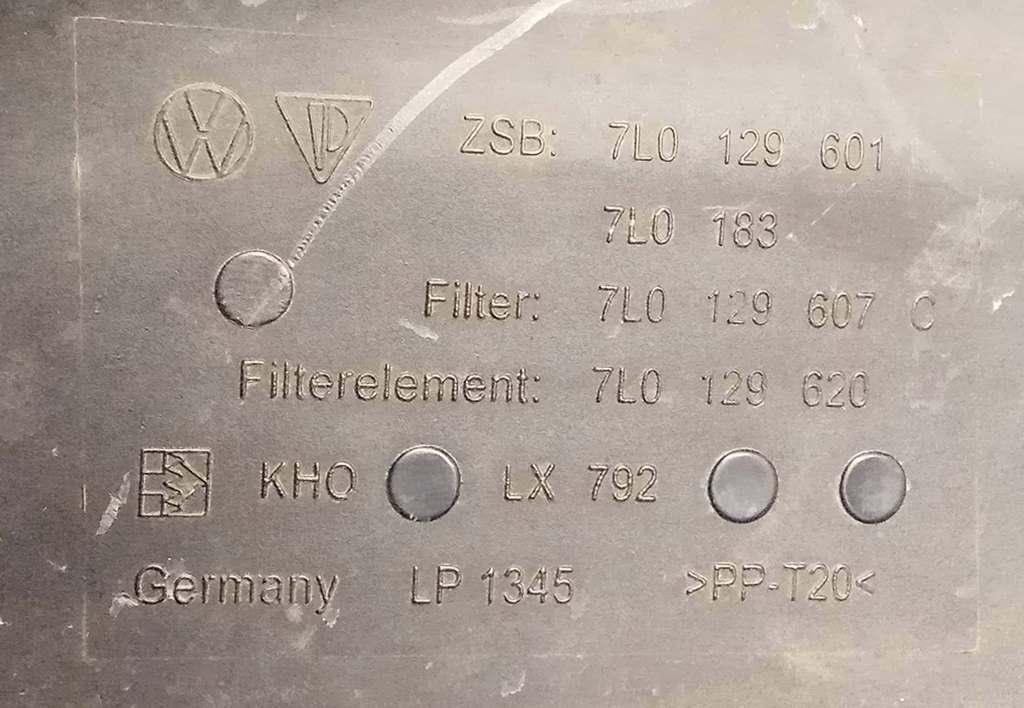 ZSB: 7L0 129 601
7L0 183
Filter: 7L0 129 607 C
Filterelement: 7L0 129 620
KHO LX 792
Germany LP 1345 >PP-T20<